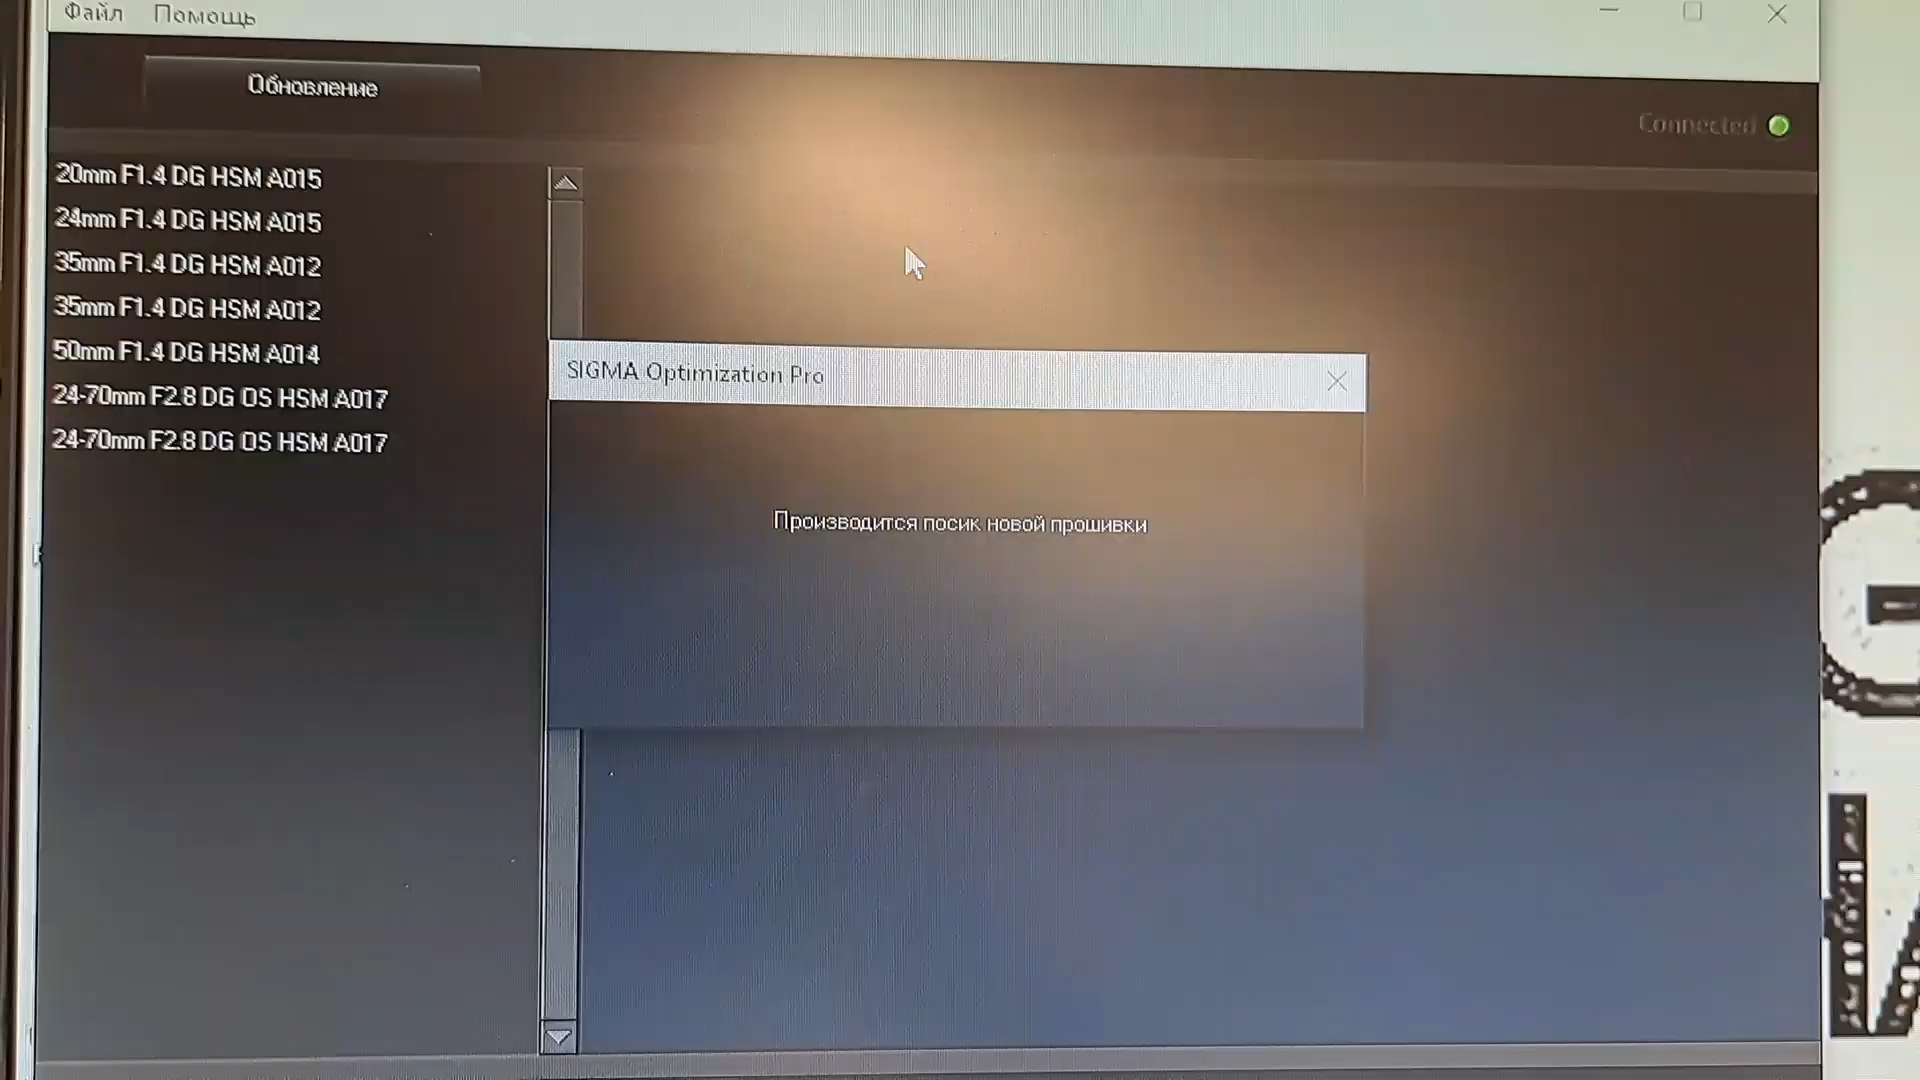 Файл Помощь
Обновление
Connected
20mm F1.4 DG HSM A015
24mm F1.4 DG HSM A015
35mm F1.4 DG HSM A012
35mm F1.4 DG HSM A012
50mm F1.4 DG HSM A014
24-70mm F2.8 DG OS HSM A017
24-70mm F2.8 DG OS HSM A017
SIGMA Optimization Pro
Производится посик новой прошивки